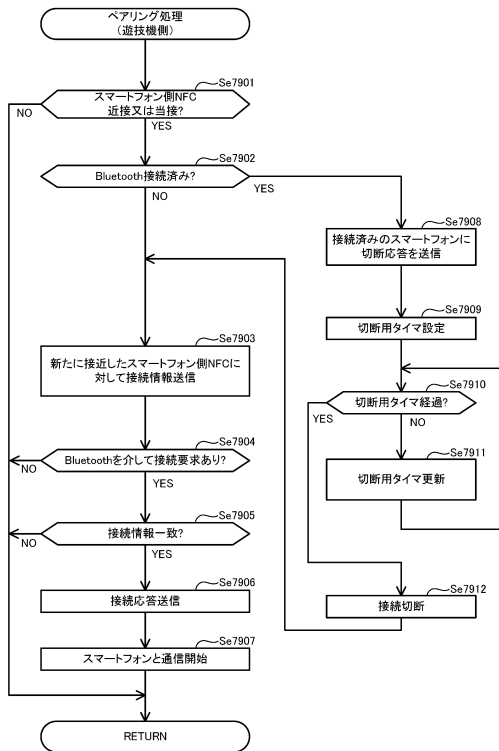 ペアリング処理
(遊技機側)
Se7901
スマートフォン側NFC
近接又は当接?
NO
YES
Se7902
Bluetooth接続済み?
YES
NO
Se7908
接続済みのスマートフォンに
切断応答を送信
Se7909
切断用タイマ設定
Se7903
新たに接近したスマートフォン側NFCに
対して接続情報送信
Se7910
切断用タイマ経過?
YES
NO
Se7904
Bluetoothを介して接続要求あり?
NO
YES
Se7911
切断用タイマ更新
Se7905
接続情報一致?
NO
YES
Se7906
接続応答送信
Se7912
接続切断
Se7907
スマートフォンと通信開始
RETURN